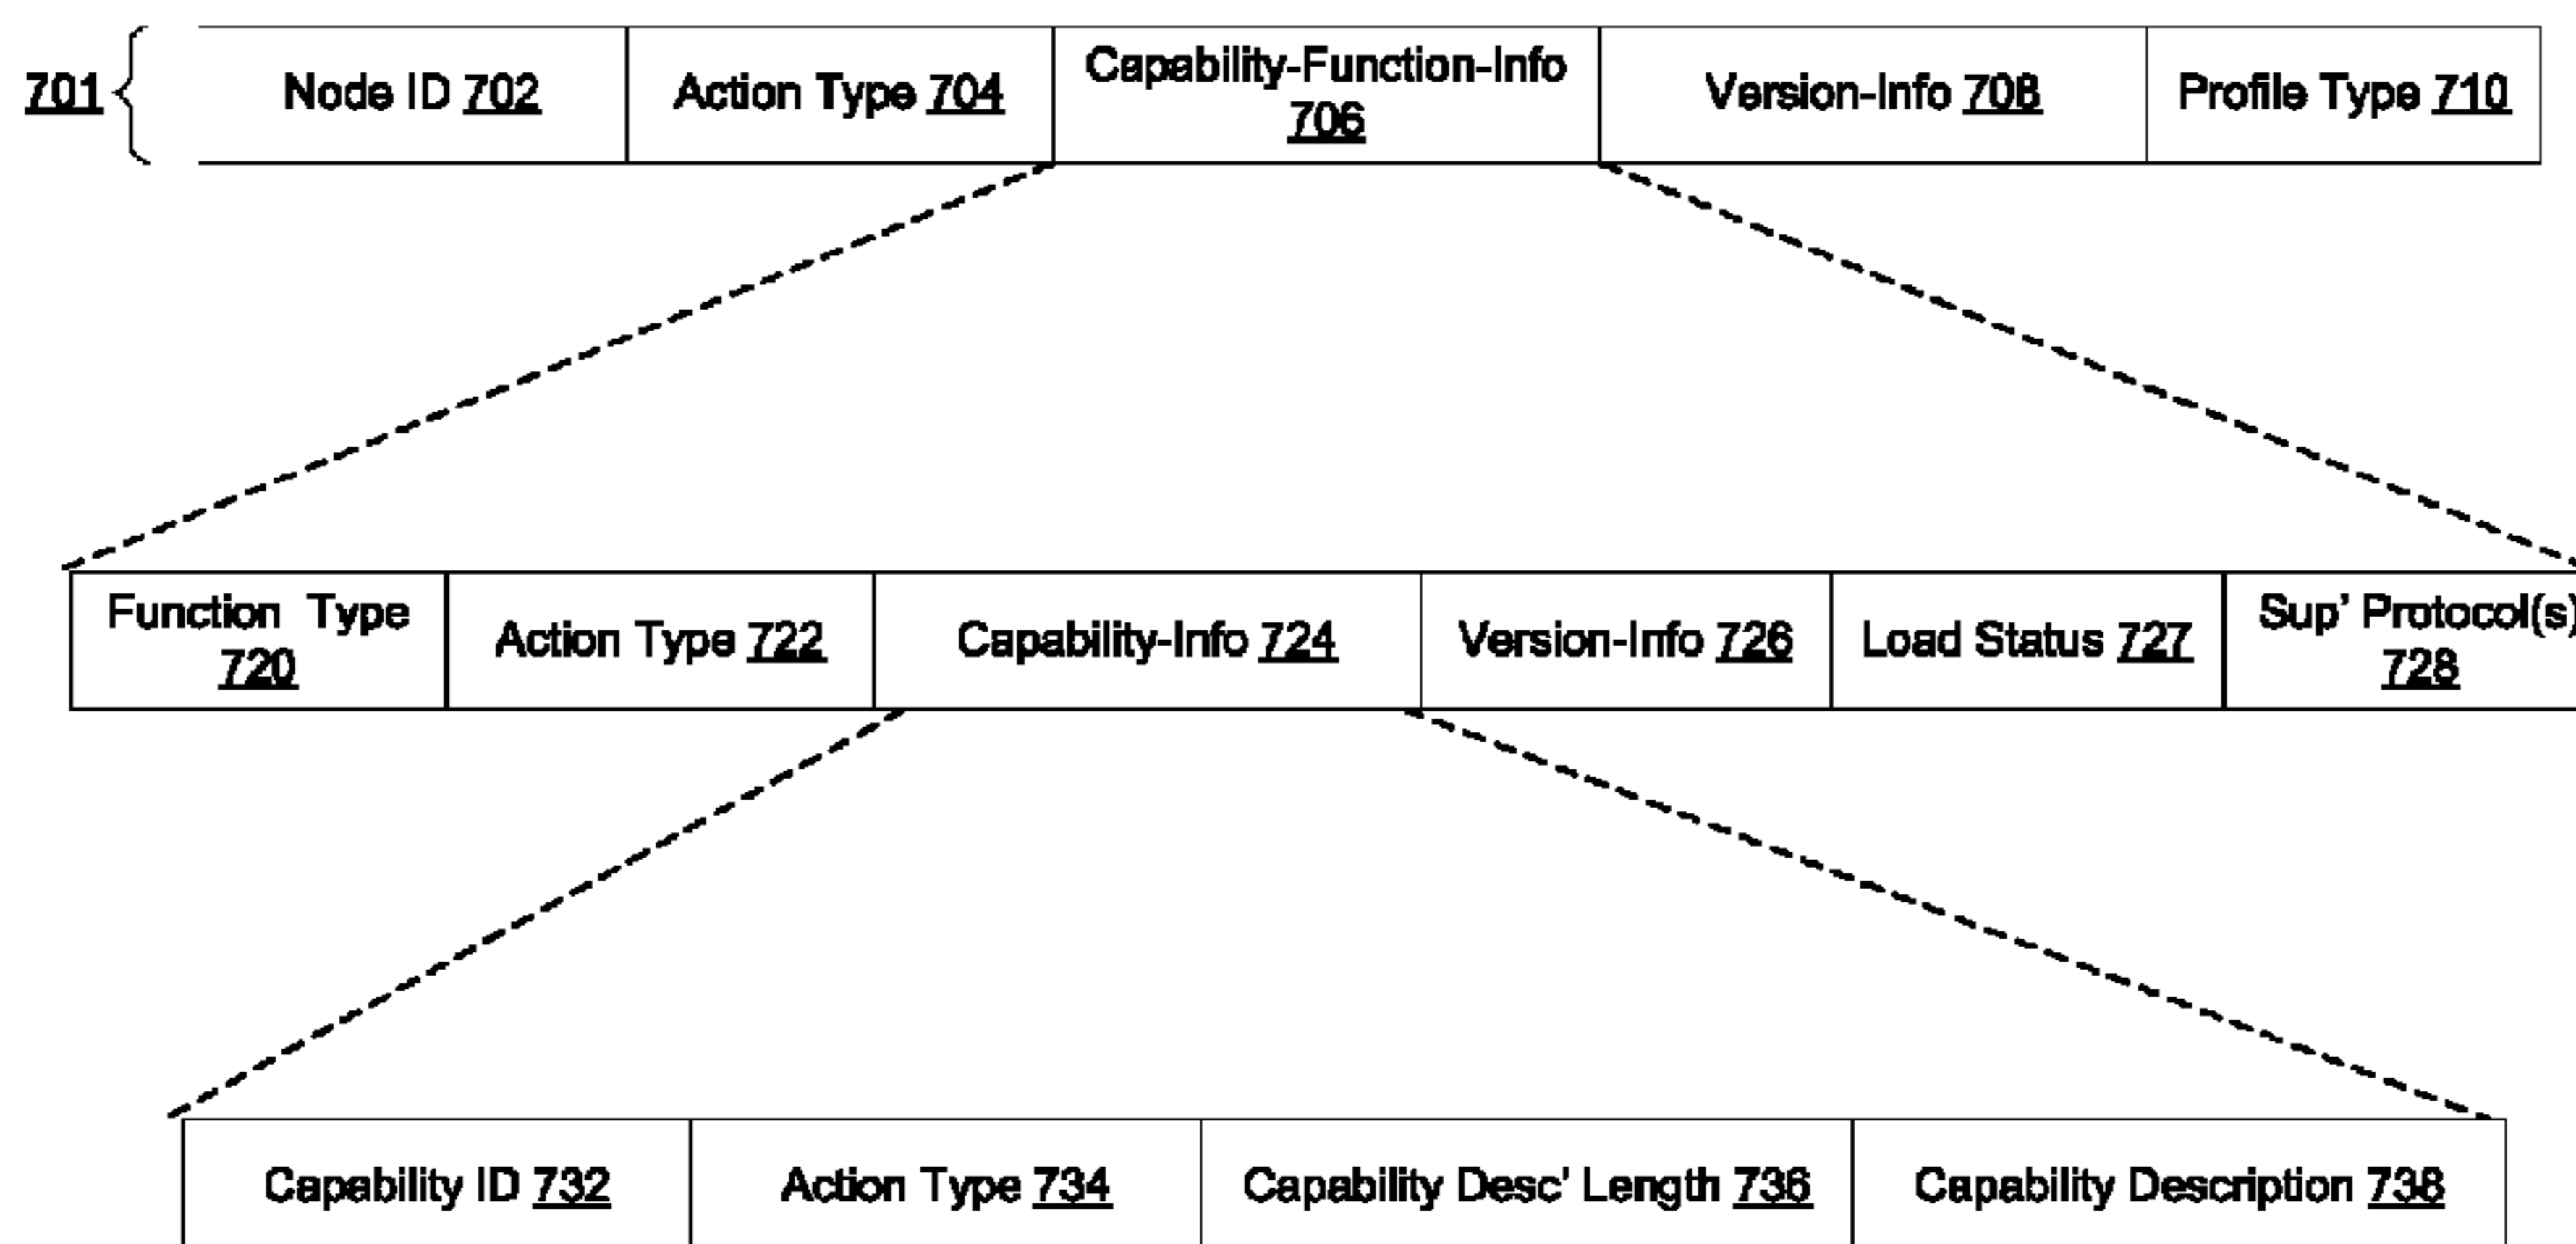 701
Node ID 702
Action Type 704
Capability-Function-Info
706
Version-Info 708
Profile Type 710
Function Type
720
Action Type 722
Capability-Info 724
Version-Info 726
Load Status 727
Sup' Protocol(s)
728
Capability ID 732
Action Type 734
Capability Desc' Length 736
Capability Description 738